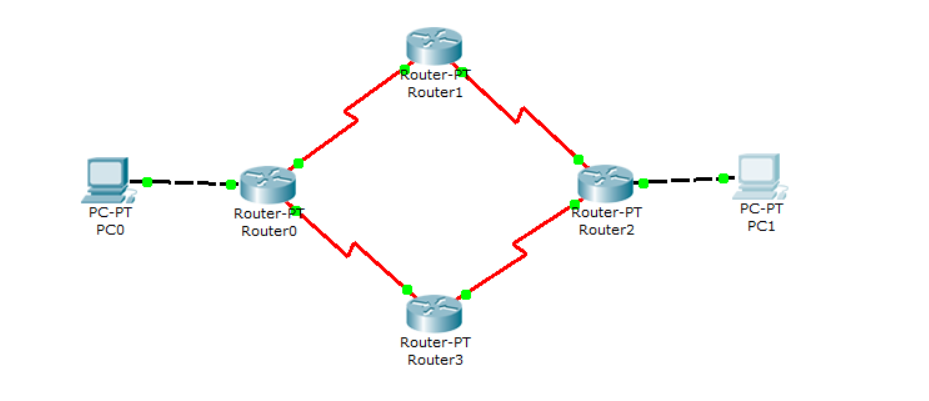 Router-PT
Router1
PC-PT
PC0
Router-PT
Router0
Router-PT
Router2
PC-PT
PC1
Router-PT
Router3